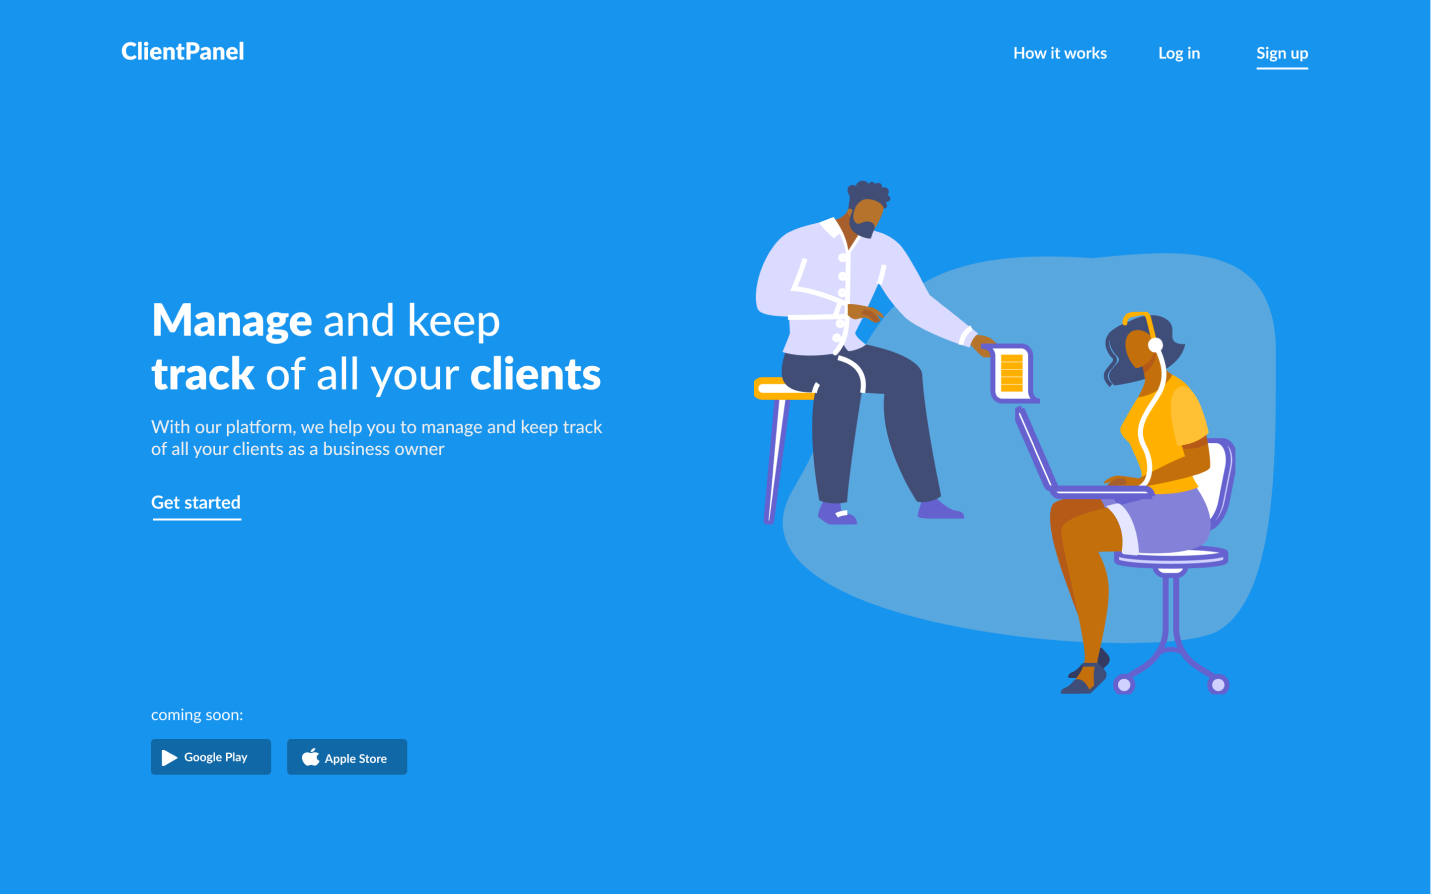 ClientPanel
How it works
Log in
Sign up
Manage and keep
track of all your clients
With our platform, we help you to manage and keep track
of all your clients as a business owner
Get started
coming soon:
Google Play
Apple Store